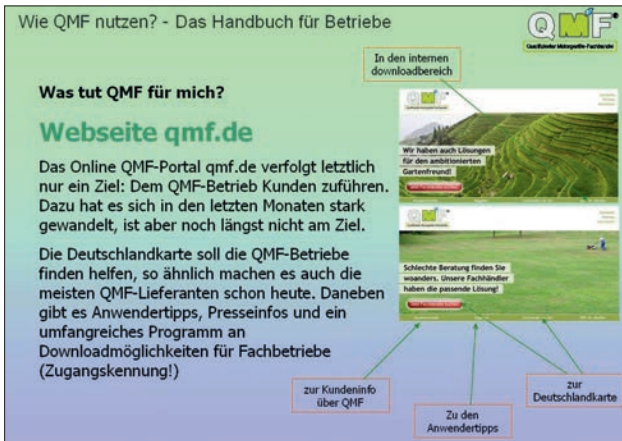 Wie QMF nutzen? - Das Handbuch für Betriebe
QMF
Qualifizierter Motorgeräte-Fachhandel
In den internen
downloadbereich
Was tut QMF für mich?
Webseite qmf.de
Das Online QMF-Portal qmf.de verfolgt letztlich
nur ein Ziel: Dem QMF-Betrieb Kunden zuführen.
Dazu hat es sich in den letzten Monaten stark
gewandelt, ist aber noch längst nicht am Ziel.
Die Deutschlandkarte soll die QMF-Betriebe
finden helfen, so ähnlich machen es auch die
meisten QMF-Lieferanten schon heute. Daneben
gibt es Anwendertipps, Presseinfos und ein
umfangreiches Programm an
Downloadmöglichkeiten für Fachbetriebe
(Zugangskennung!)
QMF
Wir haben auch Lösungen
für den ambitionierten
Gartenfreund!
QMF
Schlechte Beratung finden Sie
woanders. Unsere Fachhändler
haben die passende Lösung!
zur Kundeninfo
über QMF
Zu den
Anwendertipps
zur
Deutschlandkarte